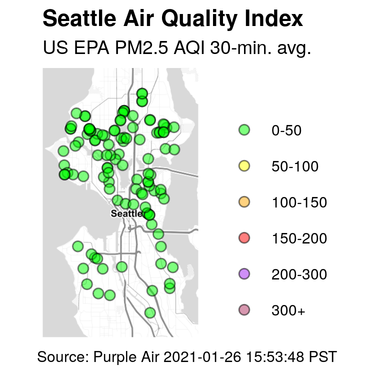 Seattle Air Quality Index
US EPA PM2.5 AQI 30-min. avg.
Seattle
0-50
50-100
100-150
150-200
200-300
300+
Source: Purple Air 2021-01-26 15:53:48 PST